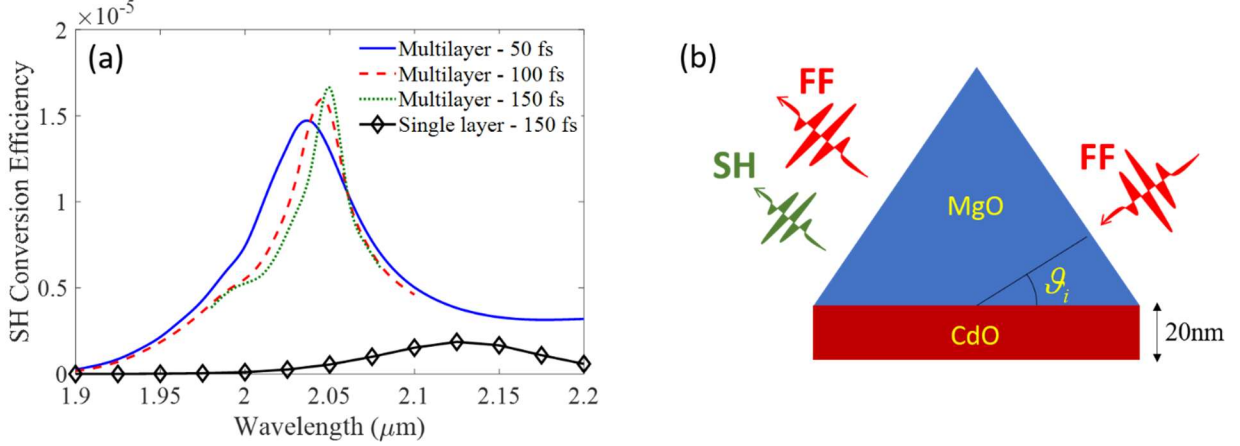 ×10⁻⁵
(a)
Multilayer - 50 fs
Multilayer - 100 fs
Multilayer - 150 fs
Single layer - 150 fs
SH Conversion Efficiency
2
1.5
1
0.5
0
1.9
1.95
2
2.05
2.1
2.15
2.2
Wavelength (μm)
(b)
FF
SH
FF
MgO
ϑᵢ
CdO
20nm